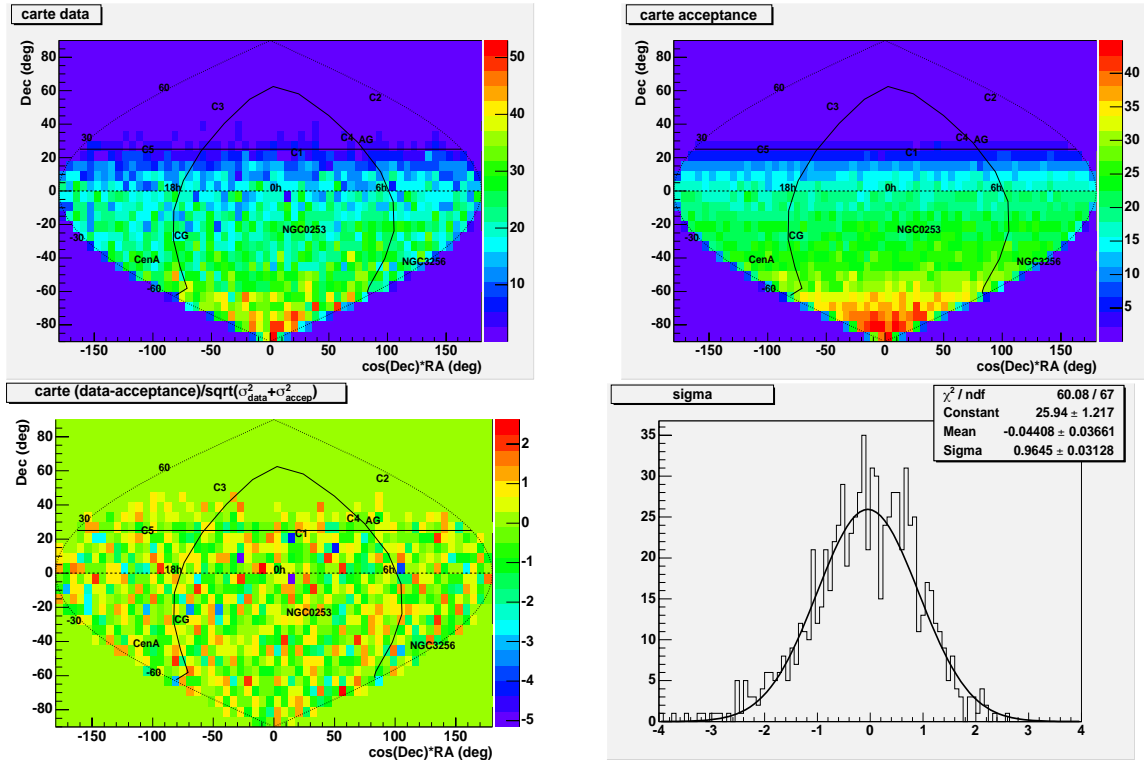 carte data
Dec (deg)
80
60
40
20
0
-20
-40
-60
-80
60
C3
C2
30
C4
AG
C5
C1
18h
0h
6h
-30
CG
NGC0253
CenA
NGC3256
-60
-150
-100
-50
0
50
100
150
cos(Dec)*RA (deg)
50
40
30
20
10
carte acceptance
Dec (deg)
80
60
40
20
0
-20
-40
-60
-80
60
C3
C2
30
C4
AG
C5
C1
18h
0h
6h
-30
CG
NGC0253
CenA
NGC3256
-60
-150
-100
-50
0
50
100
150
cos(Dec)*RA (deg)
40
35
30
25
20
15
10
5
carte (data-acceptance)/sqrt(σ²data+σ²accep)
Dec (deg)
80
60
40
20
0
-20
-40
-60
-80
60
C3
C2
30
C4
AG
C5
C1
18h
0h
6h
-30
CG
NGC0253
CenA
NGC3256
-60
-150
-100
-50
0
50
100
150
cos(Dec)*RA (deg)
2
1
0
-1
-2
-3
-4
-5
sigma
χ² / ndf 60.08 / 67
Constant 25.94 ± 1.217
Mean -0.04408 ± 0.03661
Sigma 0.9645 ± 0.03128
35
30
25
20
15
10
5
0
-4
-3
-2
-1
0
1
2
3
4